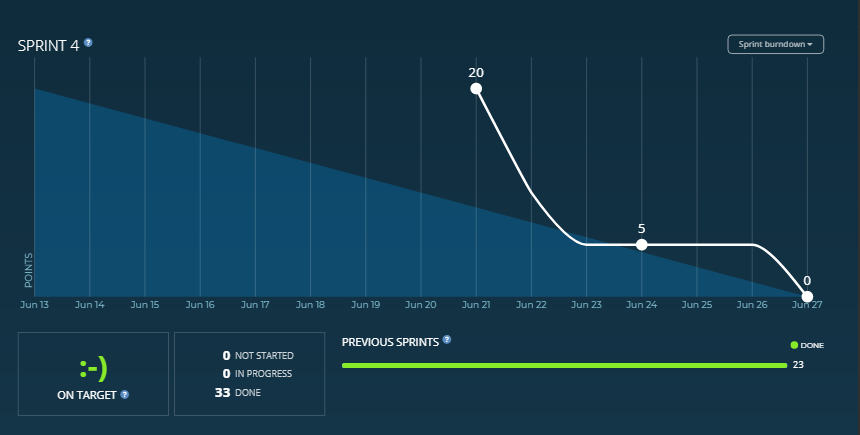 SPRINT 4 ?
Sprint burndown
20
5
0
POINTS
Jun 13 Jun 14 Jun 15 Jun 16 Jun 17 Jun 18 Jun 19 Jun 20 Jun 21 Jun 22 Jun 23 Jun 24 Jun 25 Jun 26 Jun 27
:-)
ON TARGET ?
0 NOT STARTED
0 IN PROGRESS
33 DONE
PREVIOUS SPRINTS ?
DONE
23